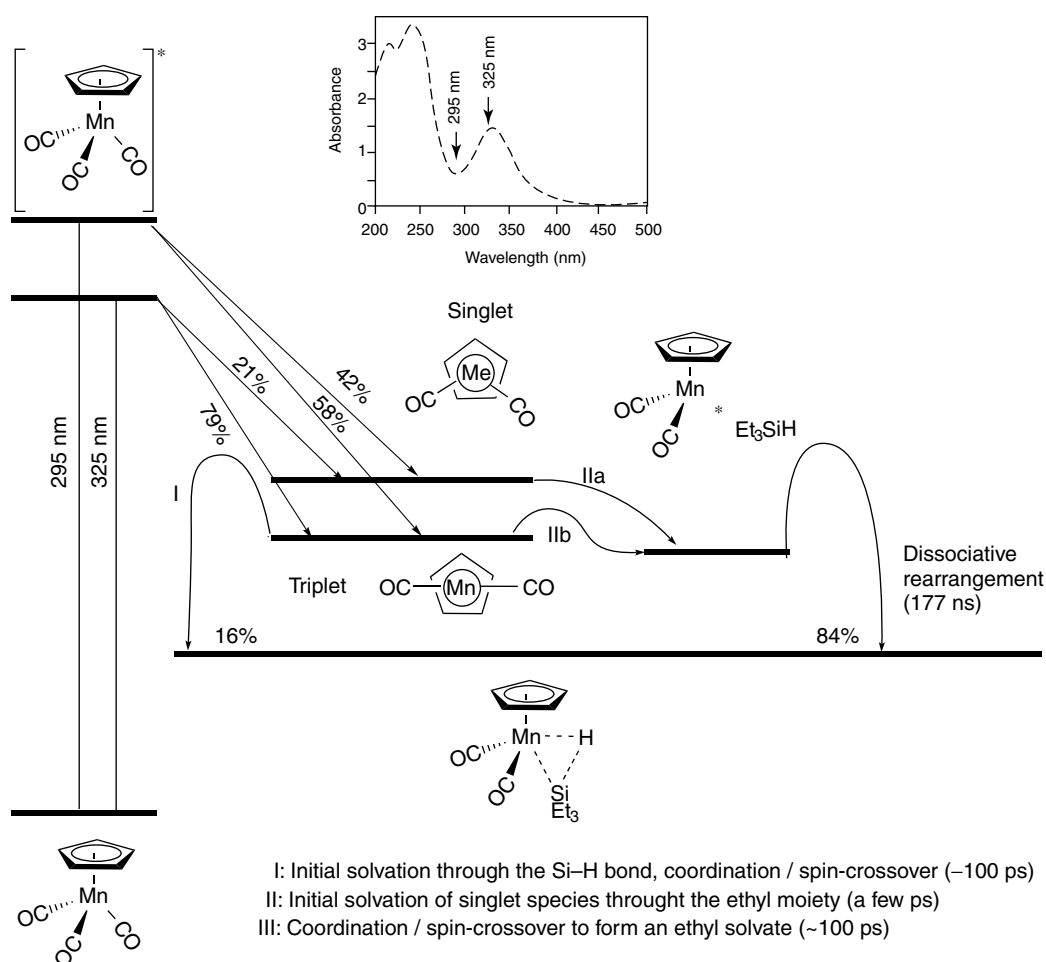 *
Mn
OC
OC
CO
Absorbance
3
2
1
0
295 nm
325 nm
200 250 300 350 400 450 500
Wavelength (nm)
Singlet
Me
OC
CO
Mn
OC
OC
*
Et₃SiH
21%
42%
79%
58%
295 nm
325 nm
I
IIa
IIb
Triplet
OC
Mn
CO
Dissociative
rearrangement
(177 ns)
16%
84%
Mn
H
OC
OC
Si
Et₃
Mn
OC
OC
CO
I: Initial solvation through the Si–H bond, coordination / spin-crossover (–100 ps)
II: Initial solvation of singlet species throught the ethyl moiety (a few ps)
III: Coordination / spin-crossover to form an ethyl solvate (~100 ps)